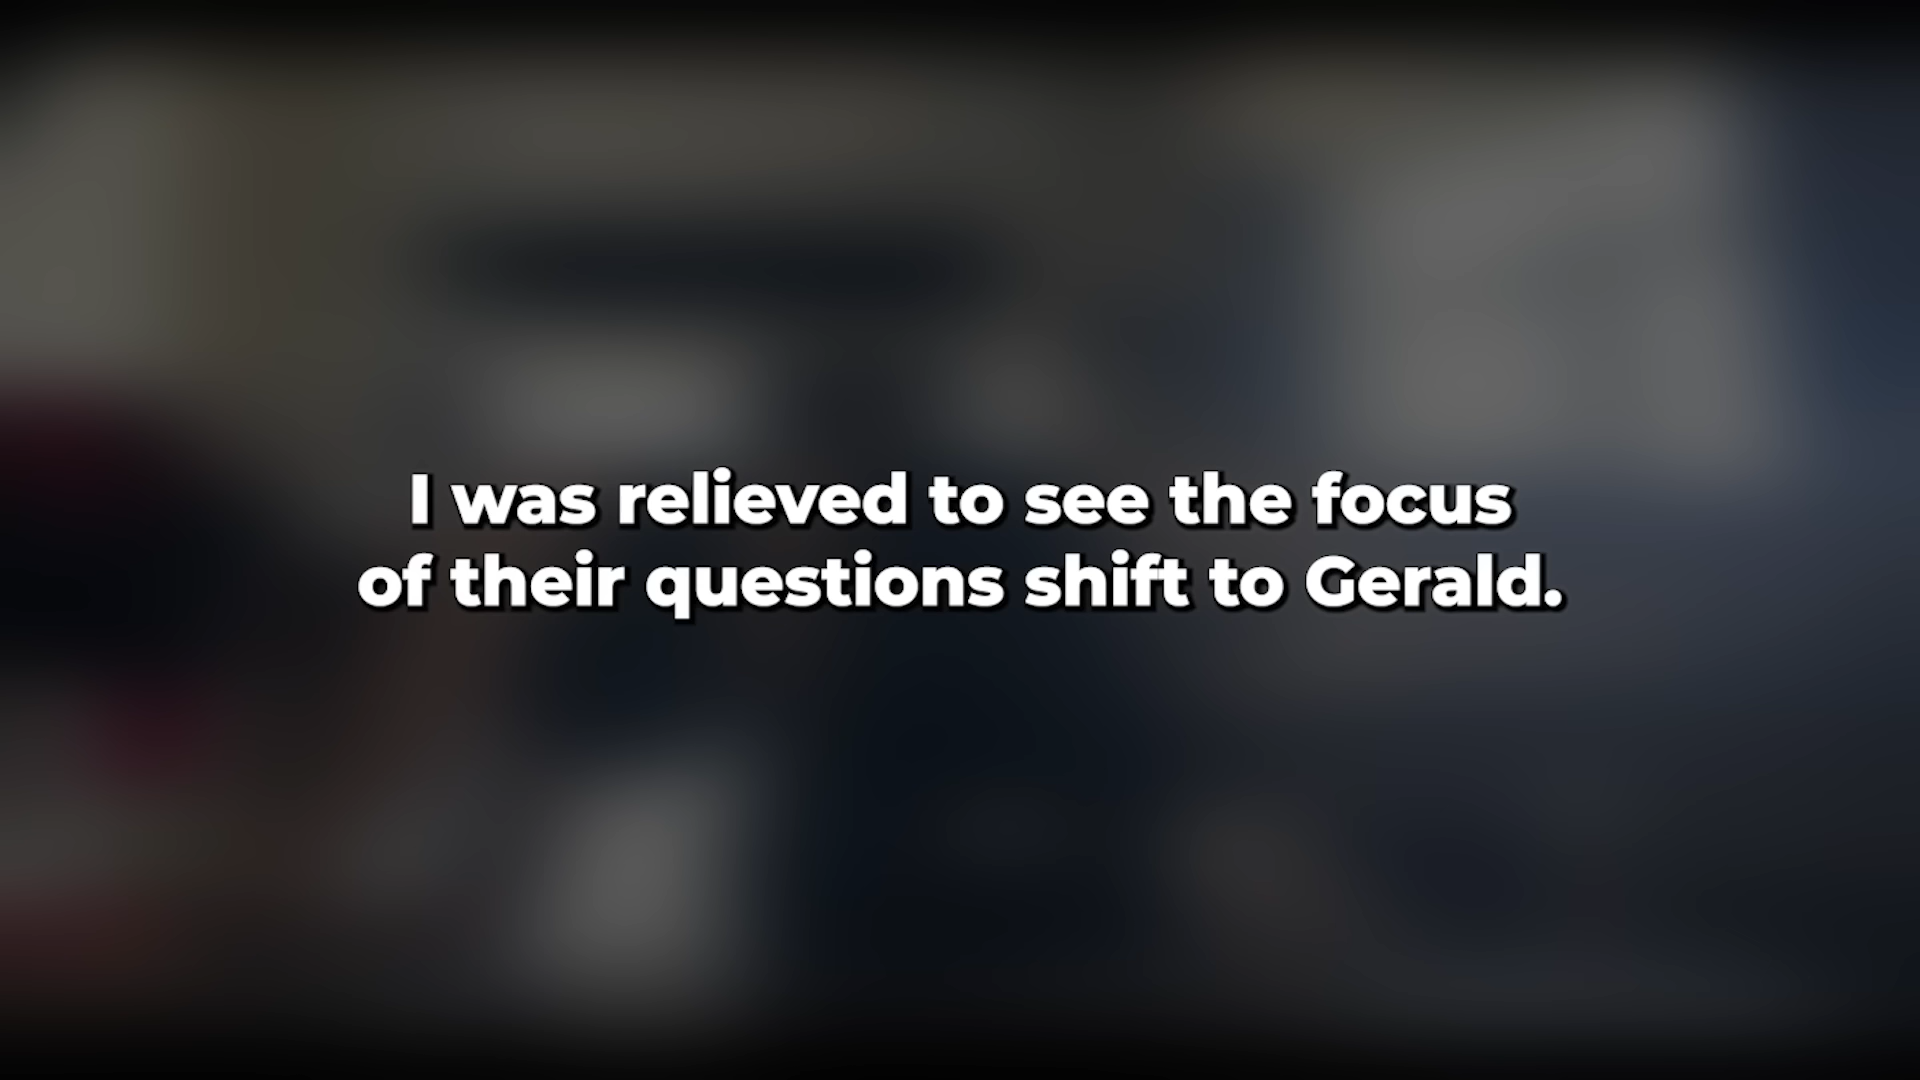 I was relieved to see the focus
of their questions shift to Gerald.